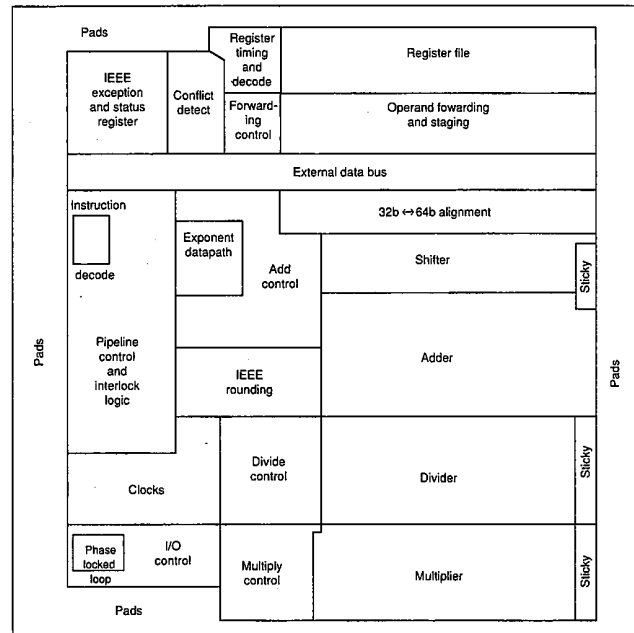 Pads
Register
timing
and
decode
Register file
IEEE
exception
and status
register
Conflict
detect
Forward-
ing
control
Operand fowarding
and staging
External data bus
Instruction
decode
32b ↔ 64b alignment
Exponent
datapath
Add
control
Shifter
Sticky
Pads
Pipeline
control
and
interlock
logic
IEEE
rounding
Adder
Pads
Clocks
Divide
control
Divider
Sticky
Phase
locked
loop
I/O
control
Multiply
control
Multiplier
Sticky
Pads